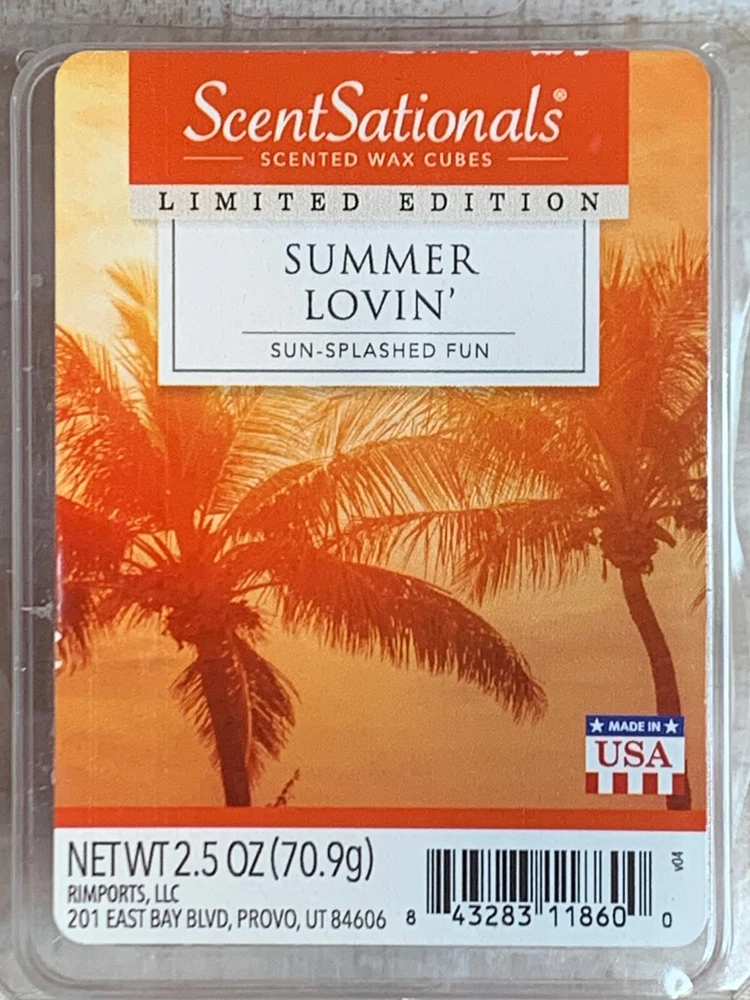 ScentSationals®
SCENTED WAX CUBES
LIMITED EDITION
SUMMER
LOVIN'
SUN-SPLASHED FUN
MADE IN
USA
NET WT 2.5 OZ (70.9g)
RIMPORTS, LLC
201 EAST BAY BLVD, PROVO, UT 84606
8 43283 11860 0
v04